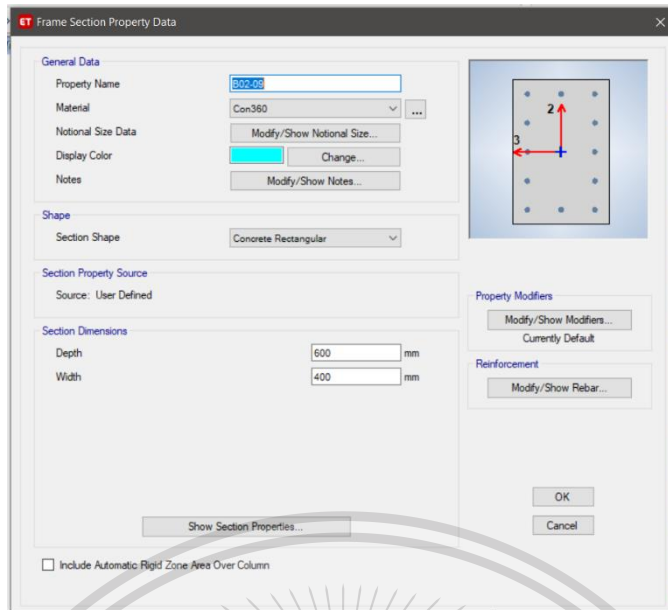 ET Frame Section Property Data
General Data
Property Name B02-09
Material Con360 ...
Notional Size Data Modify/Show Notional Size...
Display Color Change...
Notes Modify/Show Notes...
2
3
Shape
Section Shape Concrete Rectangular
Section Property Source
Source: User Defined
Property Modifiers
Modify/Show Modifiers...
Currently Default
Section Dimensions
Depth 600 mm
Width 400 mm
Reinforcement
Modify/Show Rebar...
OK
Show Section Properties...
Cancel
Include Automatic Rigid Zone Area Over Column